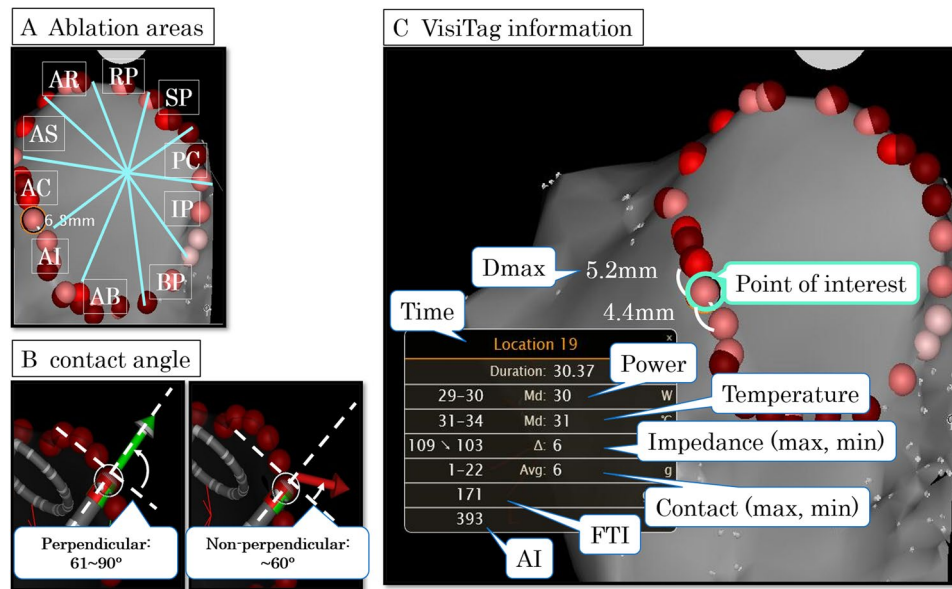 A Ablation areas
AR
RP
SP
AS
PC
AC
IP
6.8mm
AI
AB
BP
B contact angle
Perpendicular:
61~90º
Non-perpendicular:
~60º
C VisiTag information
Dmax
5.2mm
Point of interest
4.4mm
Time
x
Location 19
Duration: 30.37
Power
29-30 Md: 30 W
Temperature
31-34 Md: 31 ℃
109 ↘ 103 Δ: 6
Impedance (max, min)
1-22 Avg: 6 g
Contact (max, min)
171
FTI
393
AI